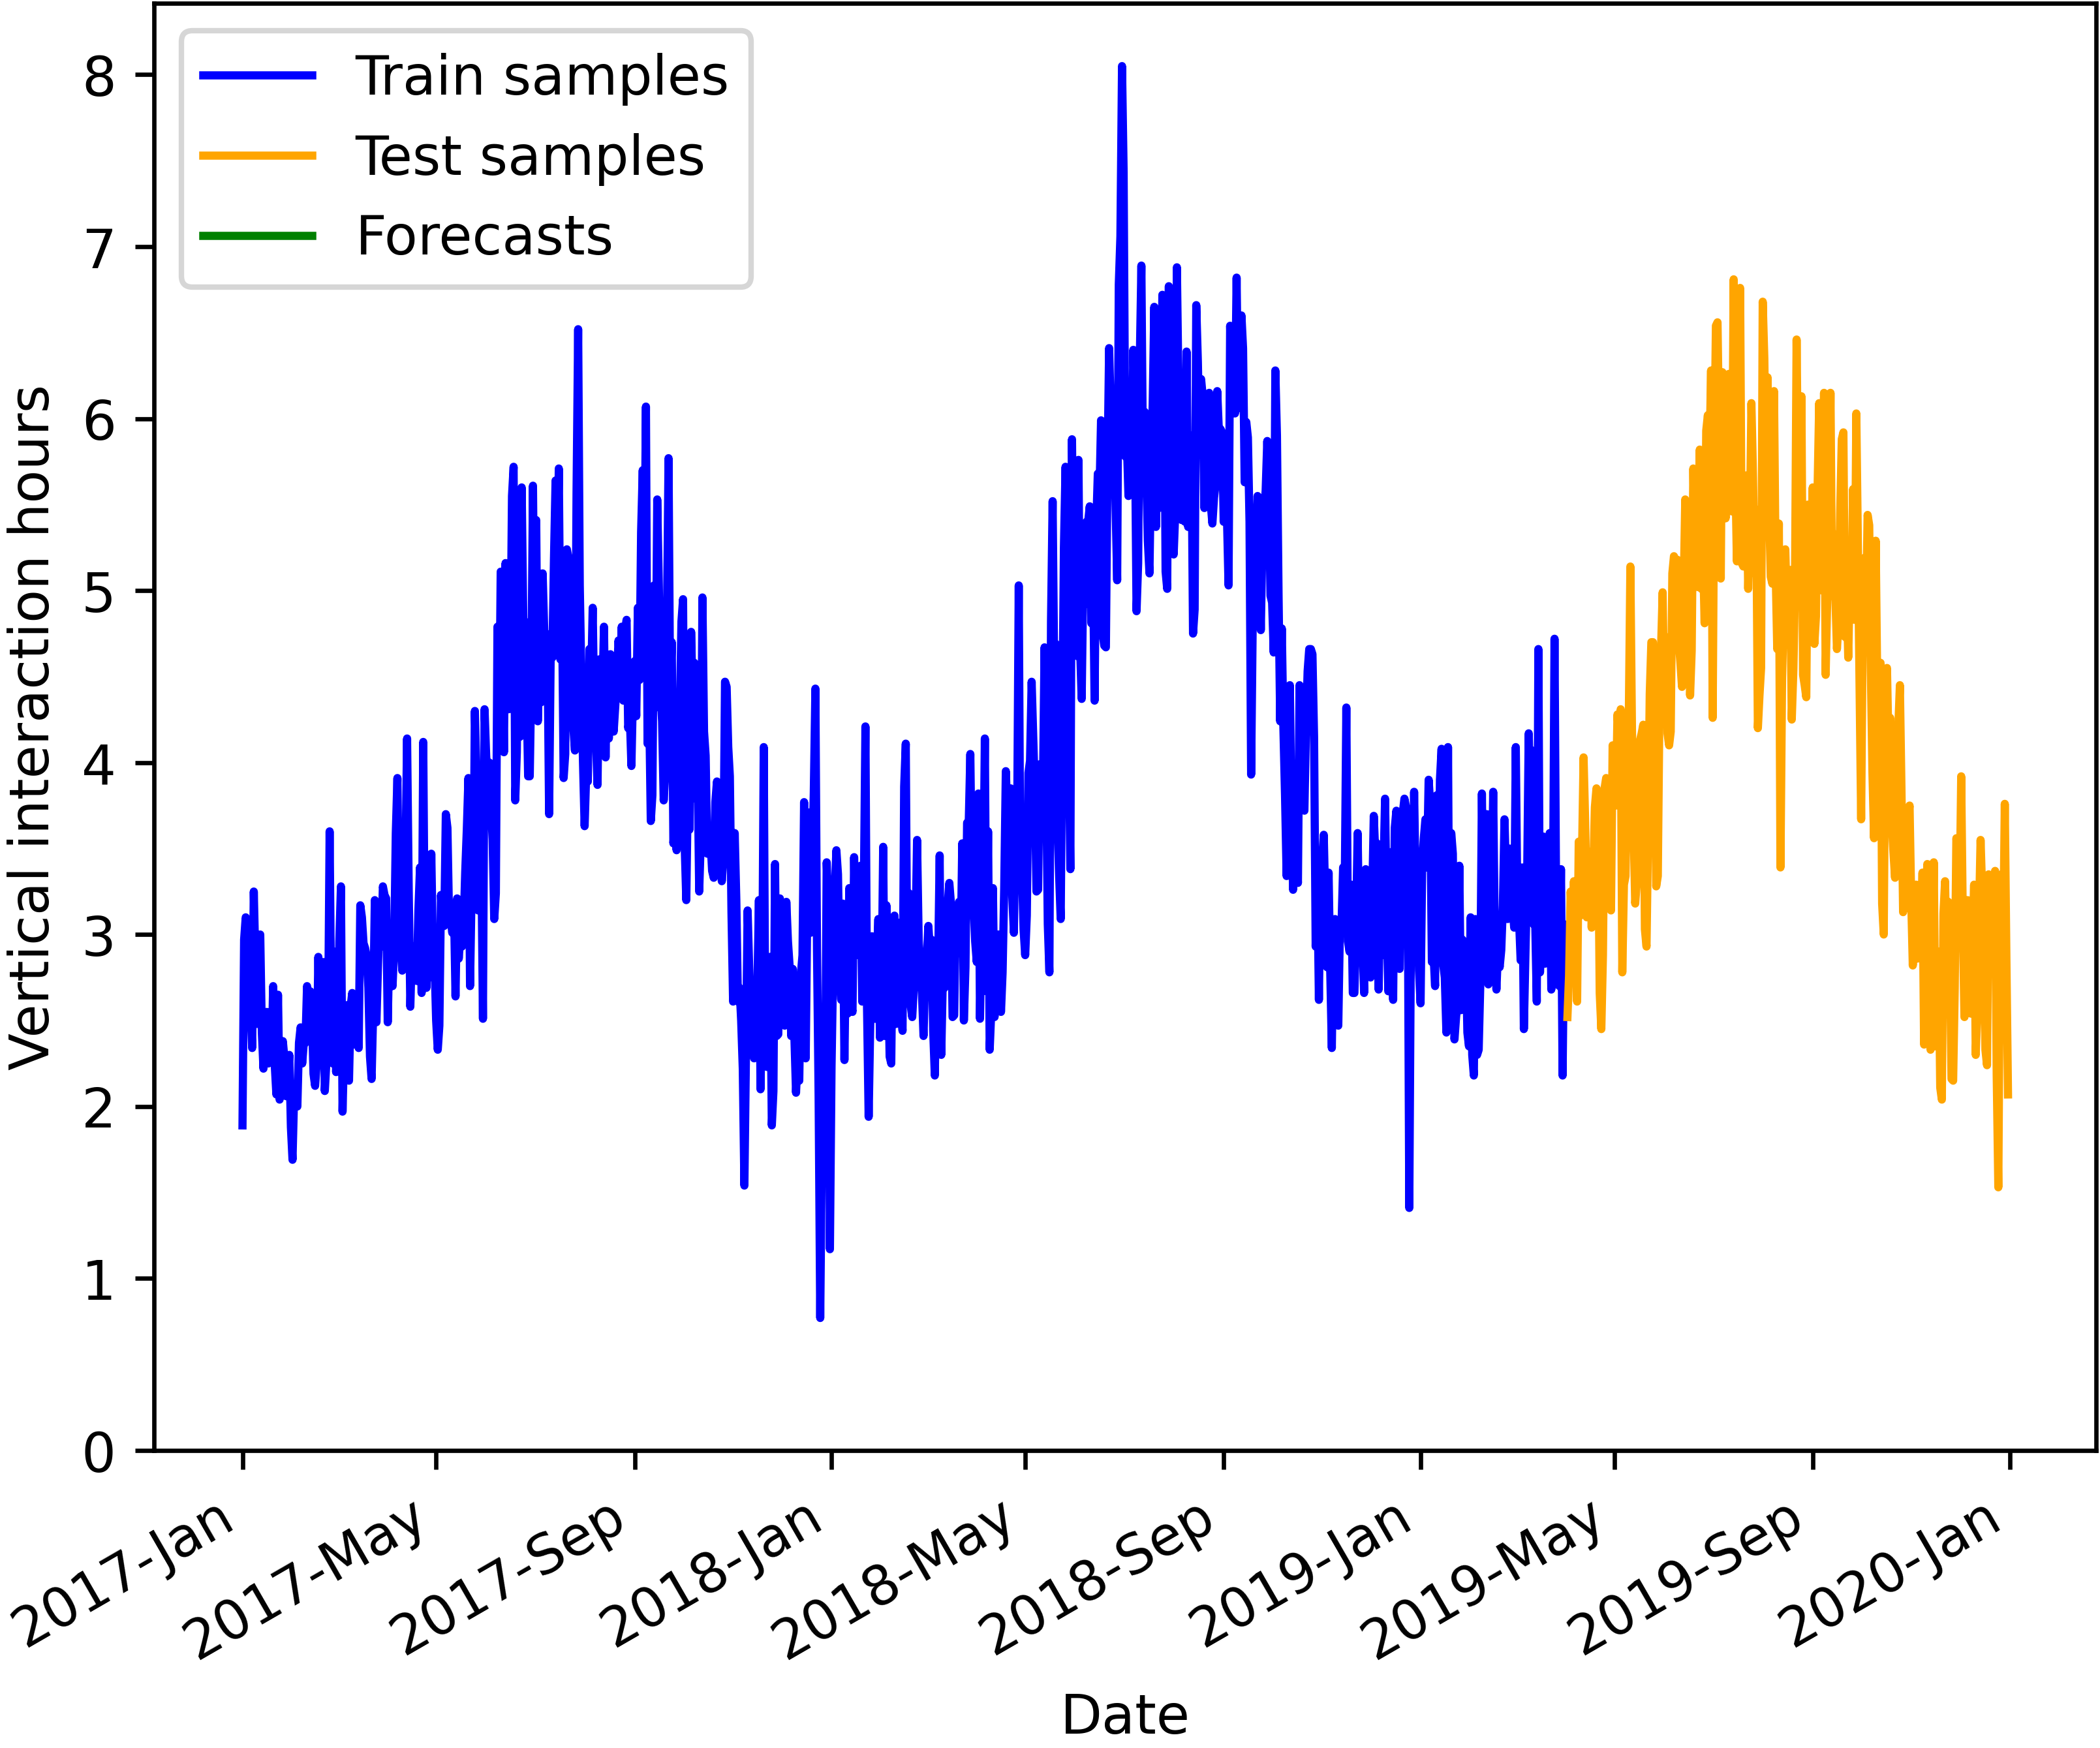 Train samples
Test samples
Forecasts
8
7
6
5
4
3
2
1
0
Vertical interaction hours
2017-Jan
2017-May
2017-Sep
2018-Jan
2018-May
2018-Sep
2019-Jan
2019-May
2019-Sep
2020-Jan
Date